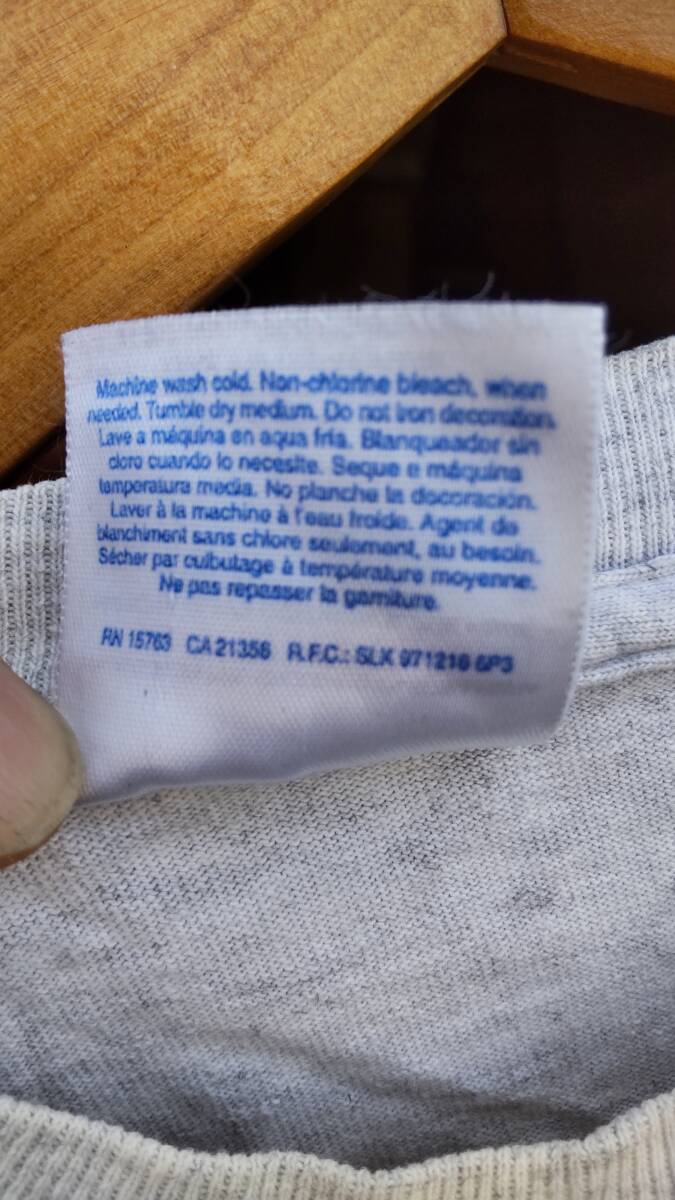 Machine wash cold. Non-chlorine bleach, when
needed. Tumble dry medium. Do not iron decoration.
Lave a máquina en aqua fría. Blanqueador sin
cloro cuando lo necesite. Seque e máquina
temperatura media. No planche la decoración.
Laver à la machine à l'eau froide. Agent de
blanchiment sans chlore seulement, au besoin.
Sécher par culbutage à température moyenne.
Ne pas repasser la garniture.
RN 15763 CA 21356 R.F.C.: SLK 971216 6P3